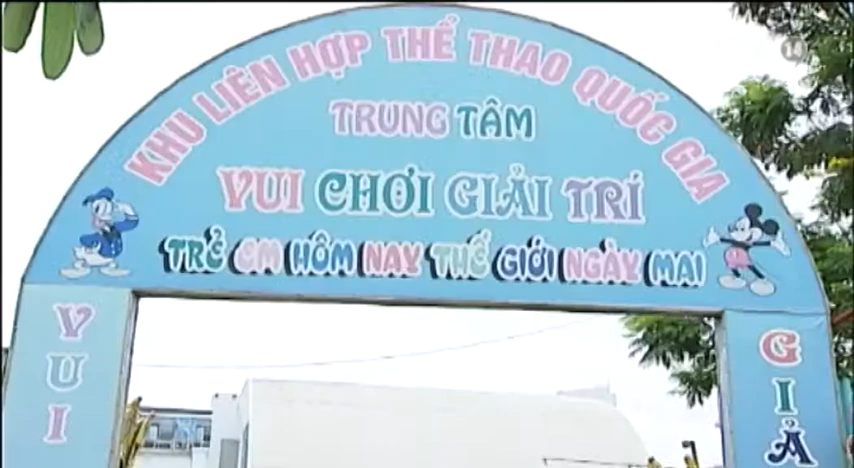 KHU LIÊN HỢP THỂ THAO QUỐC GIA
TRUNG TÂM
VUI CHƠI GIẢI TRÍ
TRẺ EM HÔM NAY THẾ GIỚI NGÀY MAI
VUI
GIẢ
14